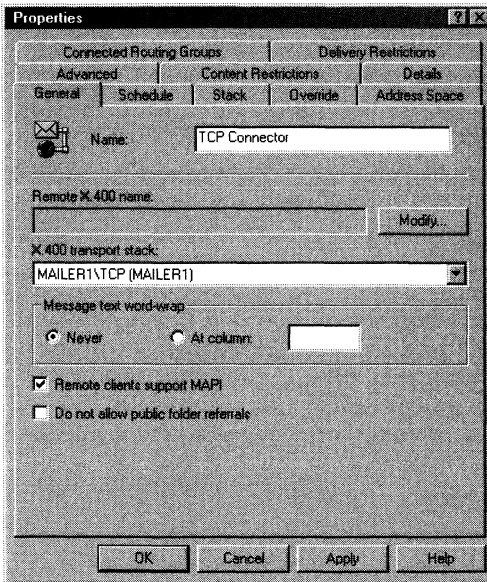 Properties
Connected Routing Groups Delivery Restrictions
Advanced Content Restrictions Details
General Schedule Stack Override Address Space
Name: TCP Connector
Remote X.400 name:
Modify...
X.400 transport stack:
MAILER1\TCP (MAILER1)
Message text word-wrap
Never At column:
Remote clients support MAPI
Do not allow public folder referrals
OK Cancel Apply Help